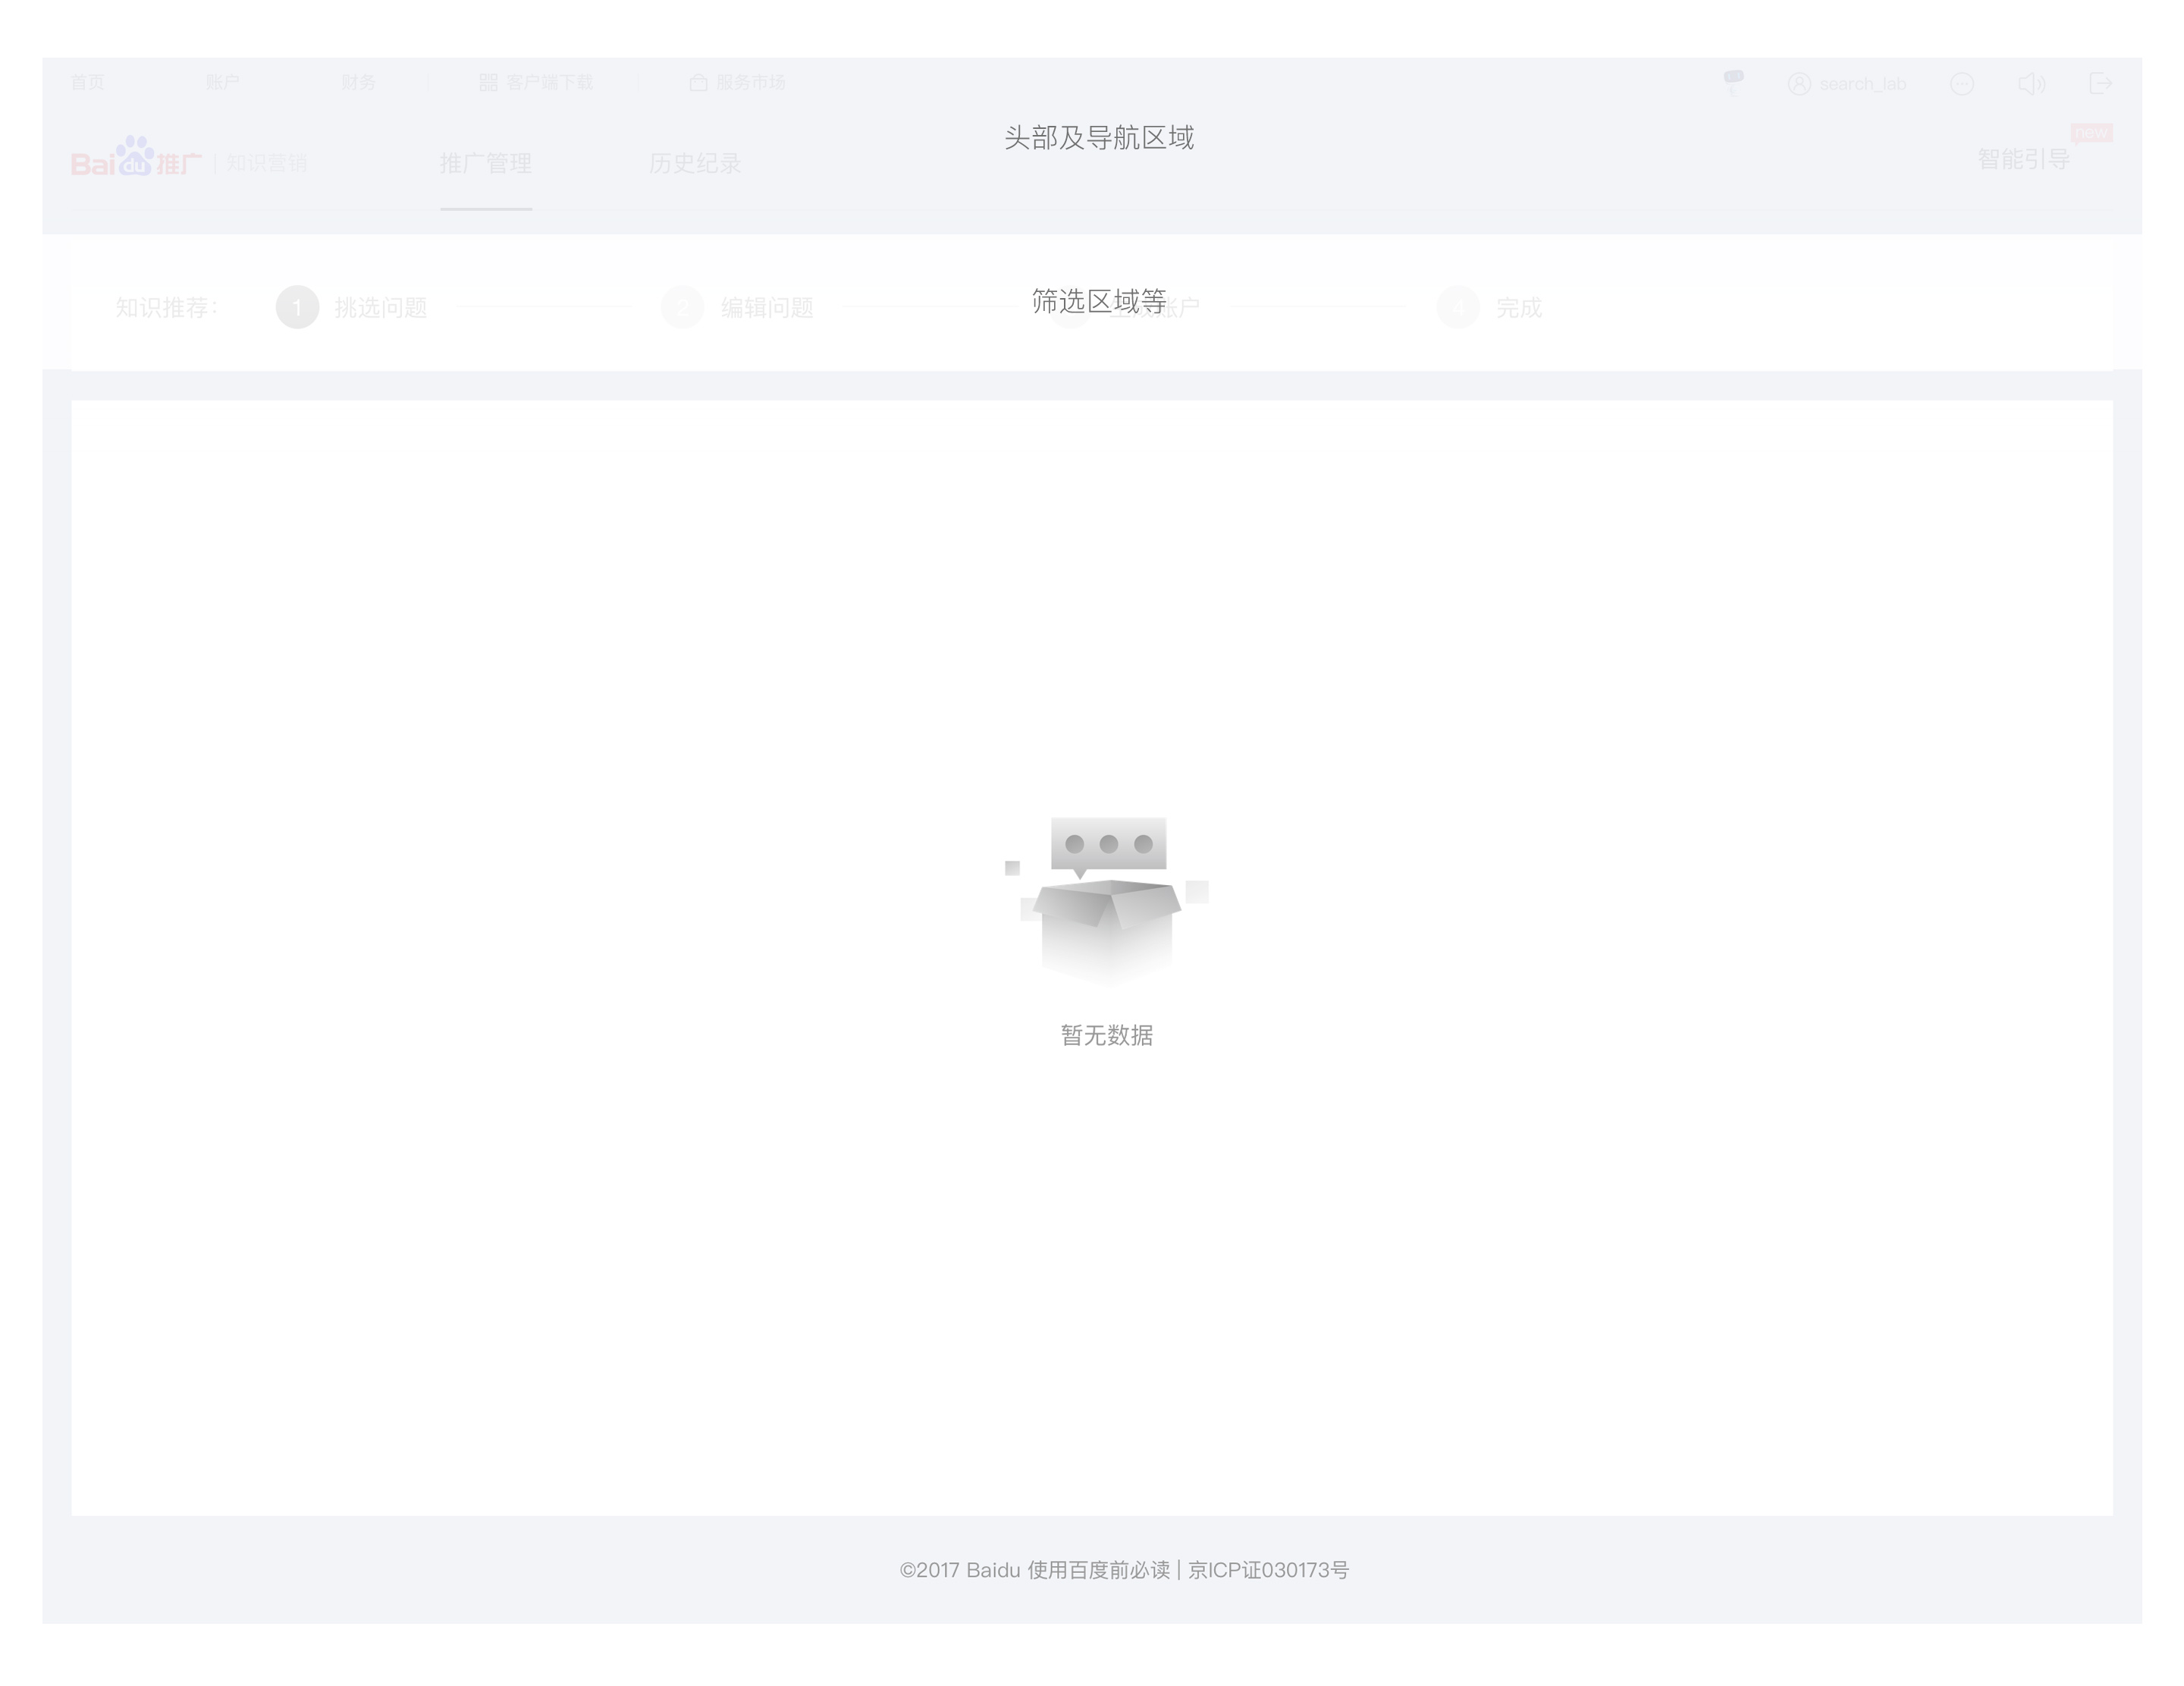 首页 账户 财务 客户端下载 服务市场 search_lab
头部及导航区域
new
Bai du 推广 知识营销 推广管理 历史纪录 智能引导
筛选区域等
知识推荐： 1 挑选问题 2 编辑问题 生成账户 4 完成
暂无数据
©2017 Baidu 使用百度前必读 | 京ICP证030173号